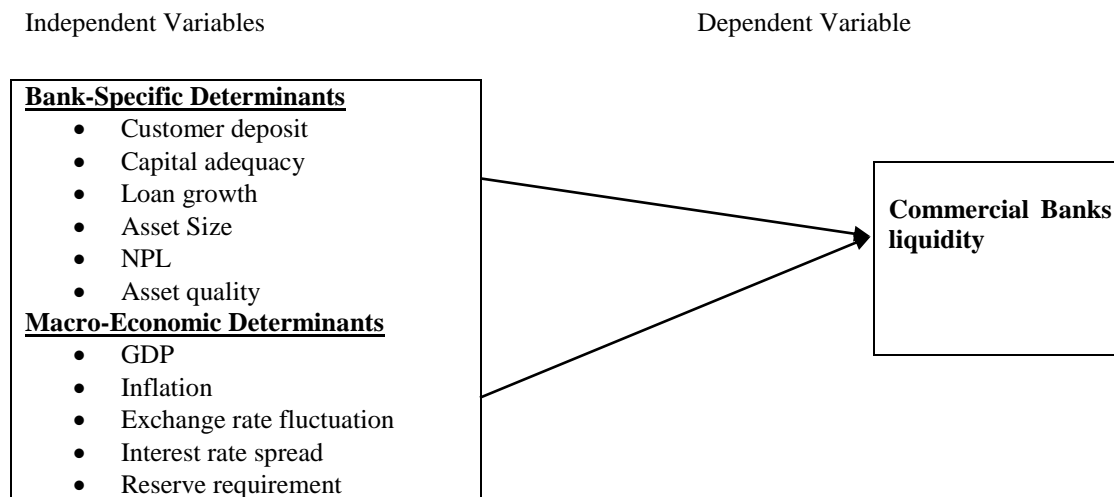 Independent Variables
Dependent Variable
Bank-Specific Determinants
• Customer deposit
• Capital adequacy
• Loan growth
• Asset Size
• NPL
• Asset quality
Macro-Economic Determinants
• GDP
• Inflation
• Exchange rate fluctuation
• Interest rate spread
• Reserve requirement
Commercial Banks
liquidity